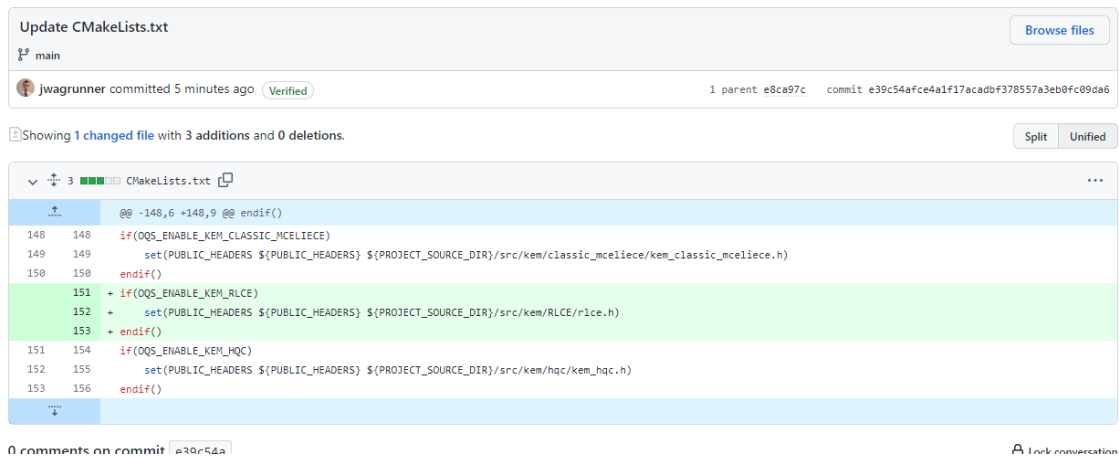 Update CMakeLists.txt
Browse files
main
jwagrunner committed 5 minutes ago Verified
1 parent e8ca97c commit e39c54afce4a1f17acadbf378557a3eb0fc09da6
Showing 1 changed file with 3 additions and 0 deletions.
Split Unified
3 CMakeLists.txt
@@ -148,6 +148,9 @@ endif()
148 148 if(OQS_ENABLE_KEM_CLASSIC_MCELIECE)
149 149 set(PUBLIC_HEADERS ${PUBLIC_HEADERS} ${PROJECT_SOURCE_DIR}/src/kem/classic_mceliece/kem_classic_mceliece.h)
150 150 endif()
151 + if(OQS_ENABLE_KEM_RLCE)
152 + set(PUBLIC_HEADERS ${PUBLIC_HEADERS} ${PROJECT_SOURCE_DIR}/src/kem/RLCE/rlce.h)
153 + endif()
151 154 if(OQS_ENABLE_KEM_HQC)
152 155 set(PUBLIC_HEADERS ${PUBLIC_HEADERS} ${PROJECT_SOURCE_DIR}/src/kem/hqc/kem_hqc.h)
153 156 endif()
0 comments on commit e39c54a
Lock conversation